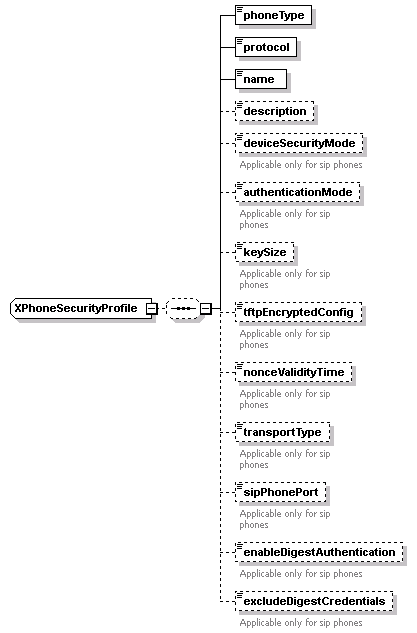 phoneType
protocol
name
description
deviceSecurityMode
Applicable only for sip phones
authenticationMode
Applicable only for sip
phones
keySize
Applicable only for sip
phones
XPhoneSecurityProfile
tftpEncryptedConfig
Applicable only for sip
phones
nonceValidityTime
Applicable only for sip
phones
transportType
Applicable only for sip
phones
sipPhonePort
Applicable only for sip
phones
enableDigestAuthentication
Applicable only for sip phones
excludeDigestCredentials
Applicable only for sip phones